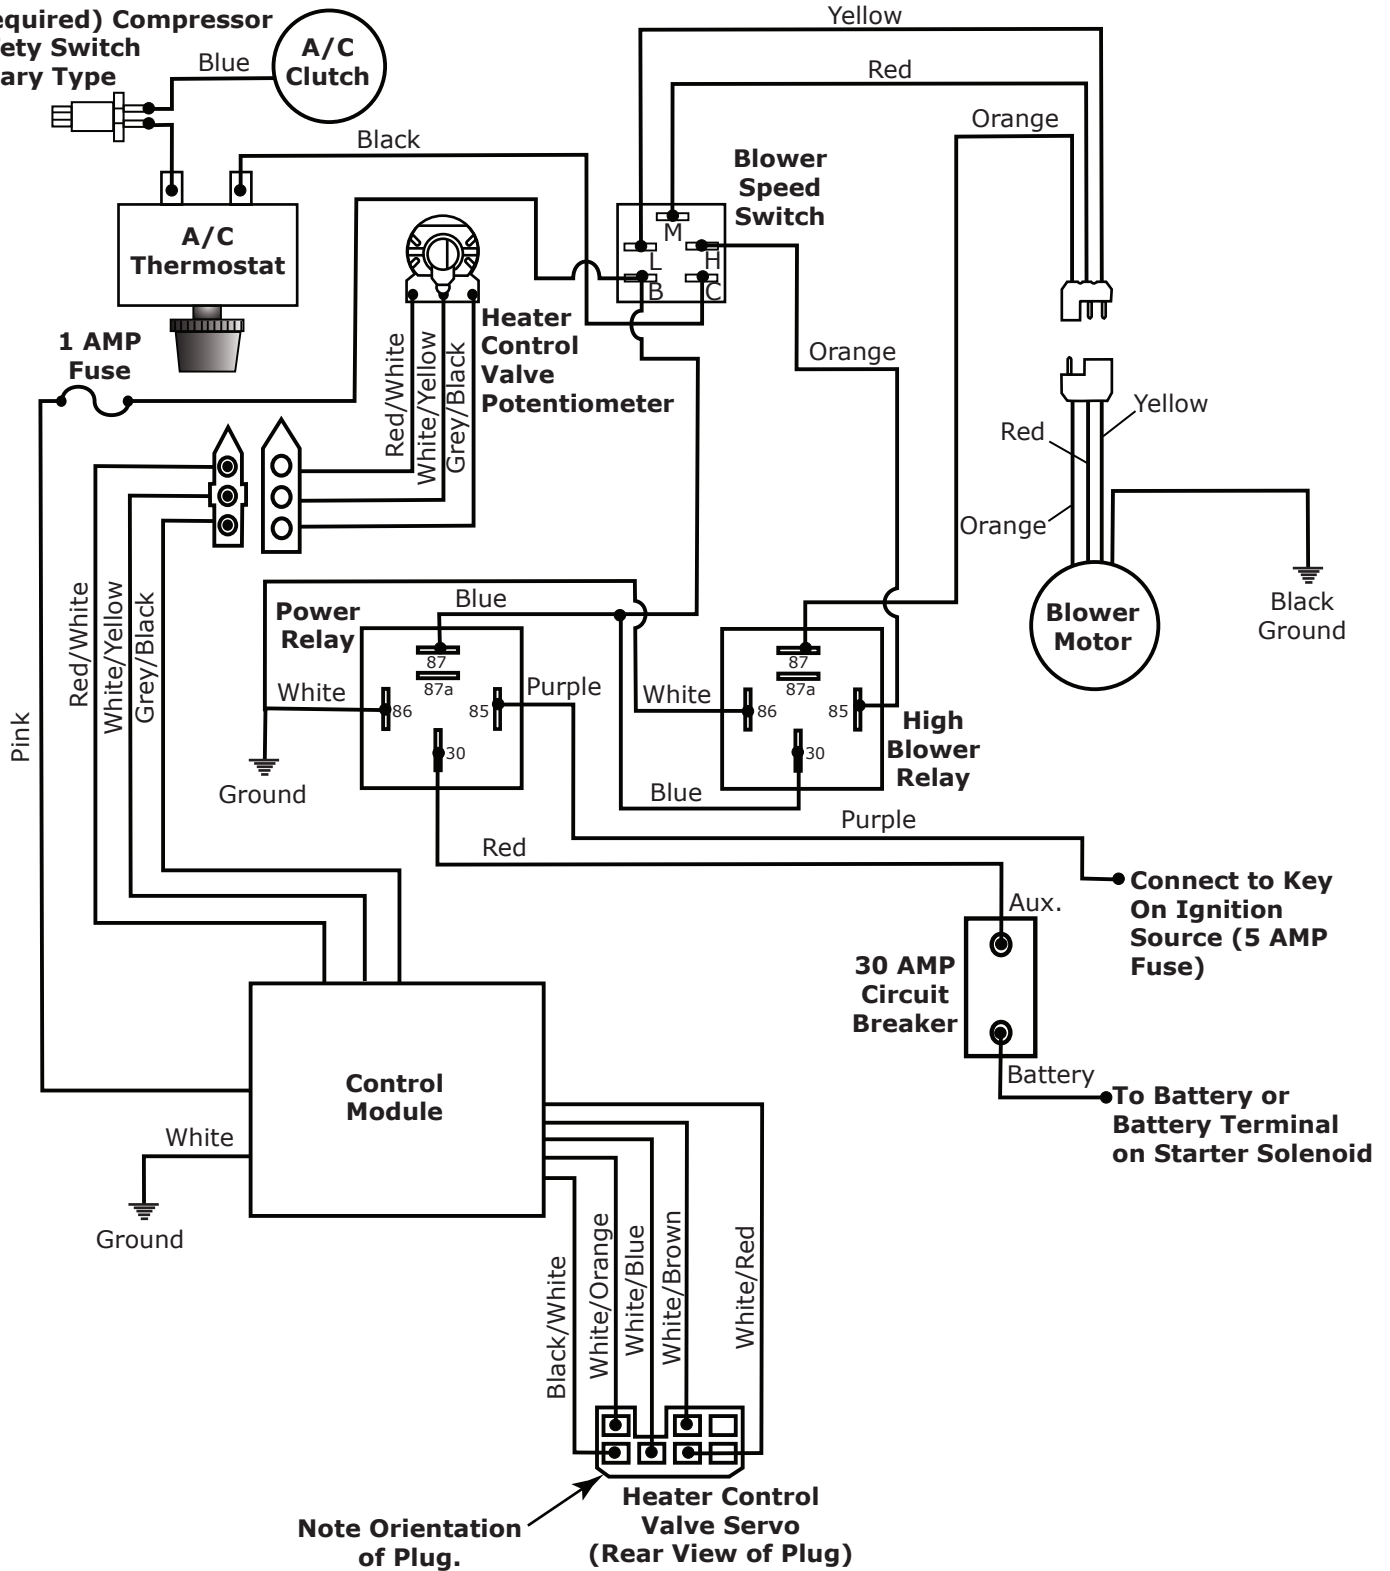 equired) Compressor
ety Switch
ary Type
Blue
A/C
Clutch
Yellow
Red
Orange
Black
Blower
Speed
Switch
M
L
H
B
C
A/C
Thermostat
1 AMP
Fuse
Heater
Control
Valve
Potentiometer
Red/White
White/Yellow
Grey/Black
Orange
Yellow
Red
Orange
Blower
Motor
Black
Ground
Red/White
White/Yellow
Grey/Black
Pink
Power
Relay
Blue
87
87a
86
85
30
White
Purple
Ground
White
87
87a
86
85
30
High
Blower
Relay
Blue
Purple
Red
Connect to Key
On Ignition
Source (5 AMP
Fuse)
Aux.
30 AMP
Circuit
Breaker
Battery
To Battery or
Battery Terminal
on Starter Solenoid
Control
Module
White
Ground
Black/White
White/Orange
White/Blue
White/Brown
White/Red
Heater Control
Valve Servo
(Rear View of Plug)
Note Orientation
of Plug.